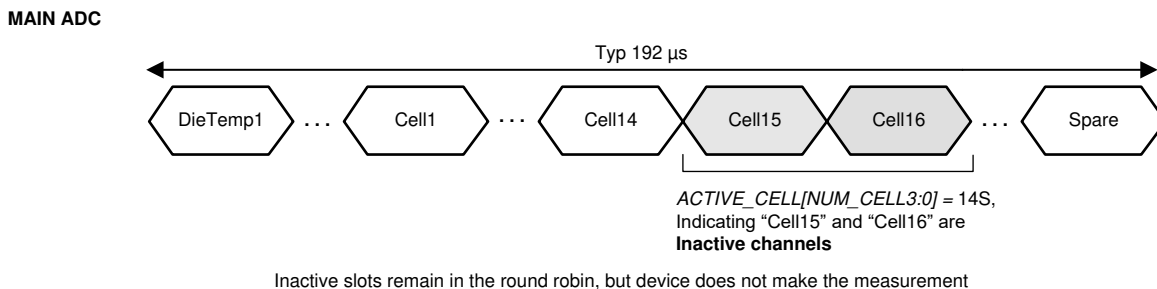 MAIN ADC
Typ 192 µs
DieTemp1 ... Cell1 ... Cell14 Cell15 Cell16 ... Spare
ACTIVE_CELL[NUM_CELL3:0] = 14S,
Indicating “Cell15” and “Cell16” are
Inactive channels
Inactive slots remain in the round robin, but device does not make the measurement